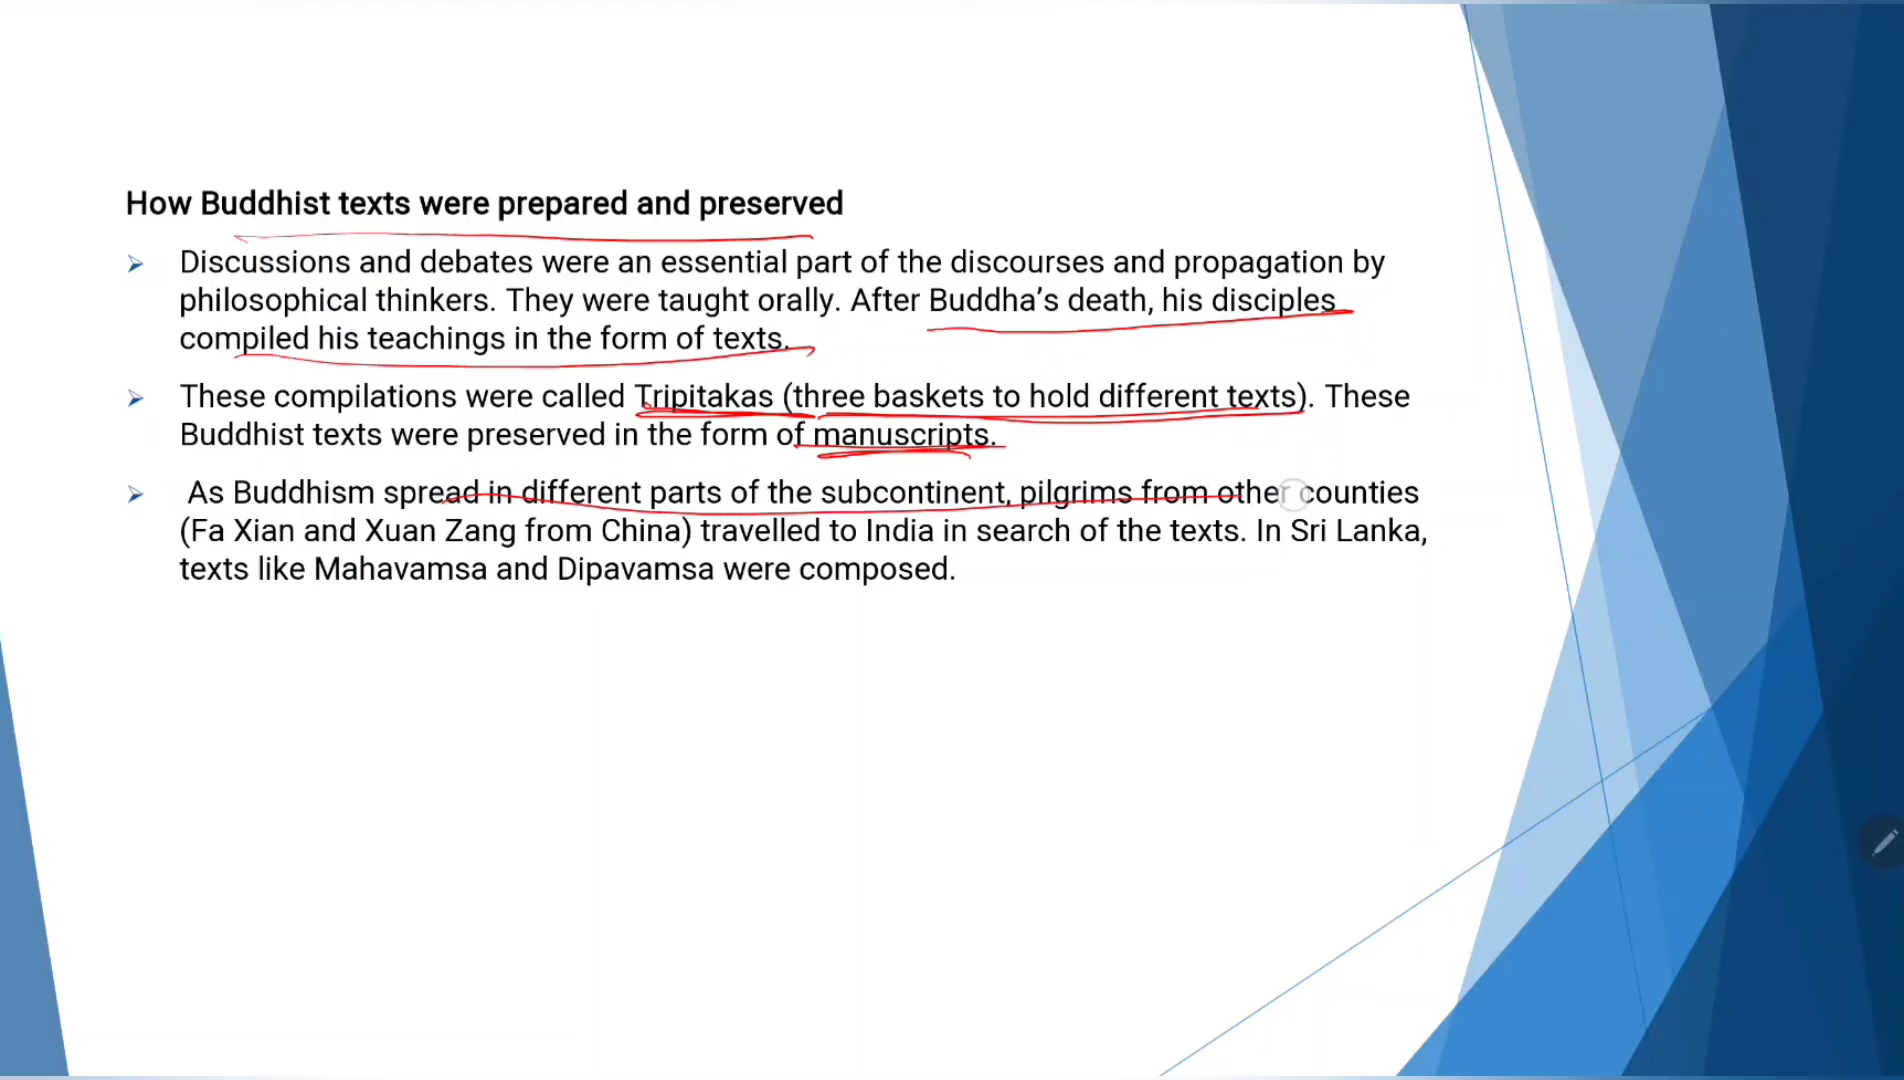 How Buddhist texts were prepared and preserved
Discussions and debates were an essential part of the discourses and propagation by
philosophical thinkers. They were taught orally. After Buddha’s death, his disciples
compiled his teachings in the form of texts.
These compilations were called Tripitakas (three baskets to hold different texts). These
Buddhist texts were preserved in the form of manuscripts.
As Buddhism spread in different parts of the subcontinent, pilgrims from other counties
(Fa Xian and Xuan Zang from China) travelled to India in search of the texts. In Sri Lanka,
texts like Mahavamsa and Dipavamsa were composed.